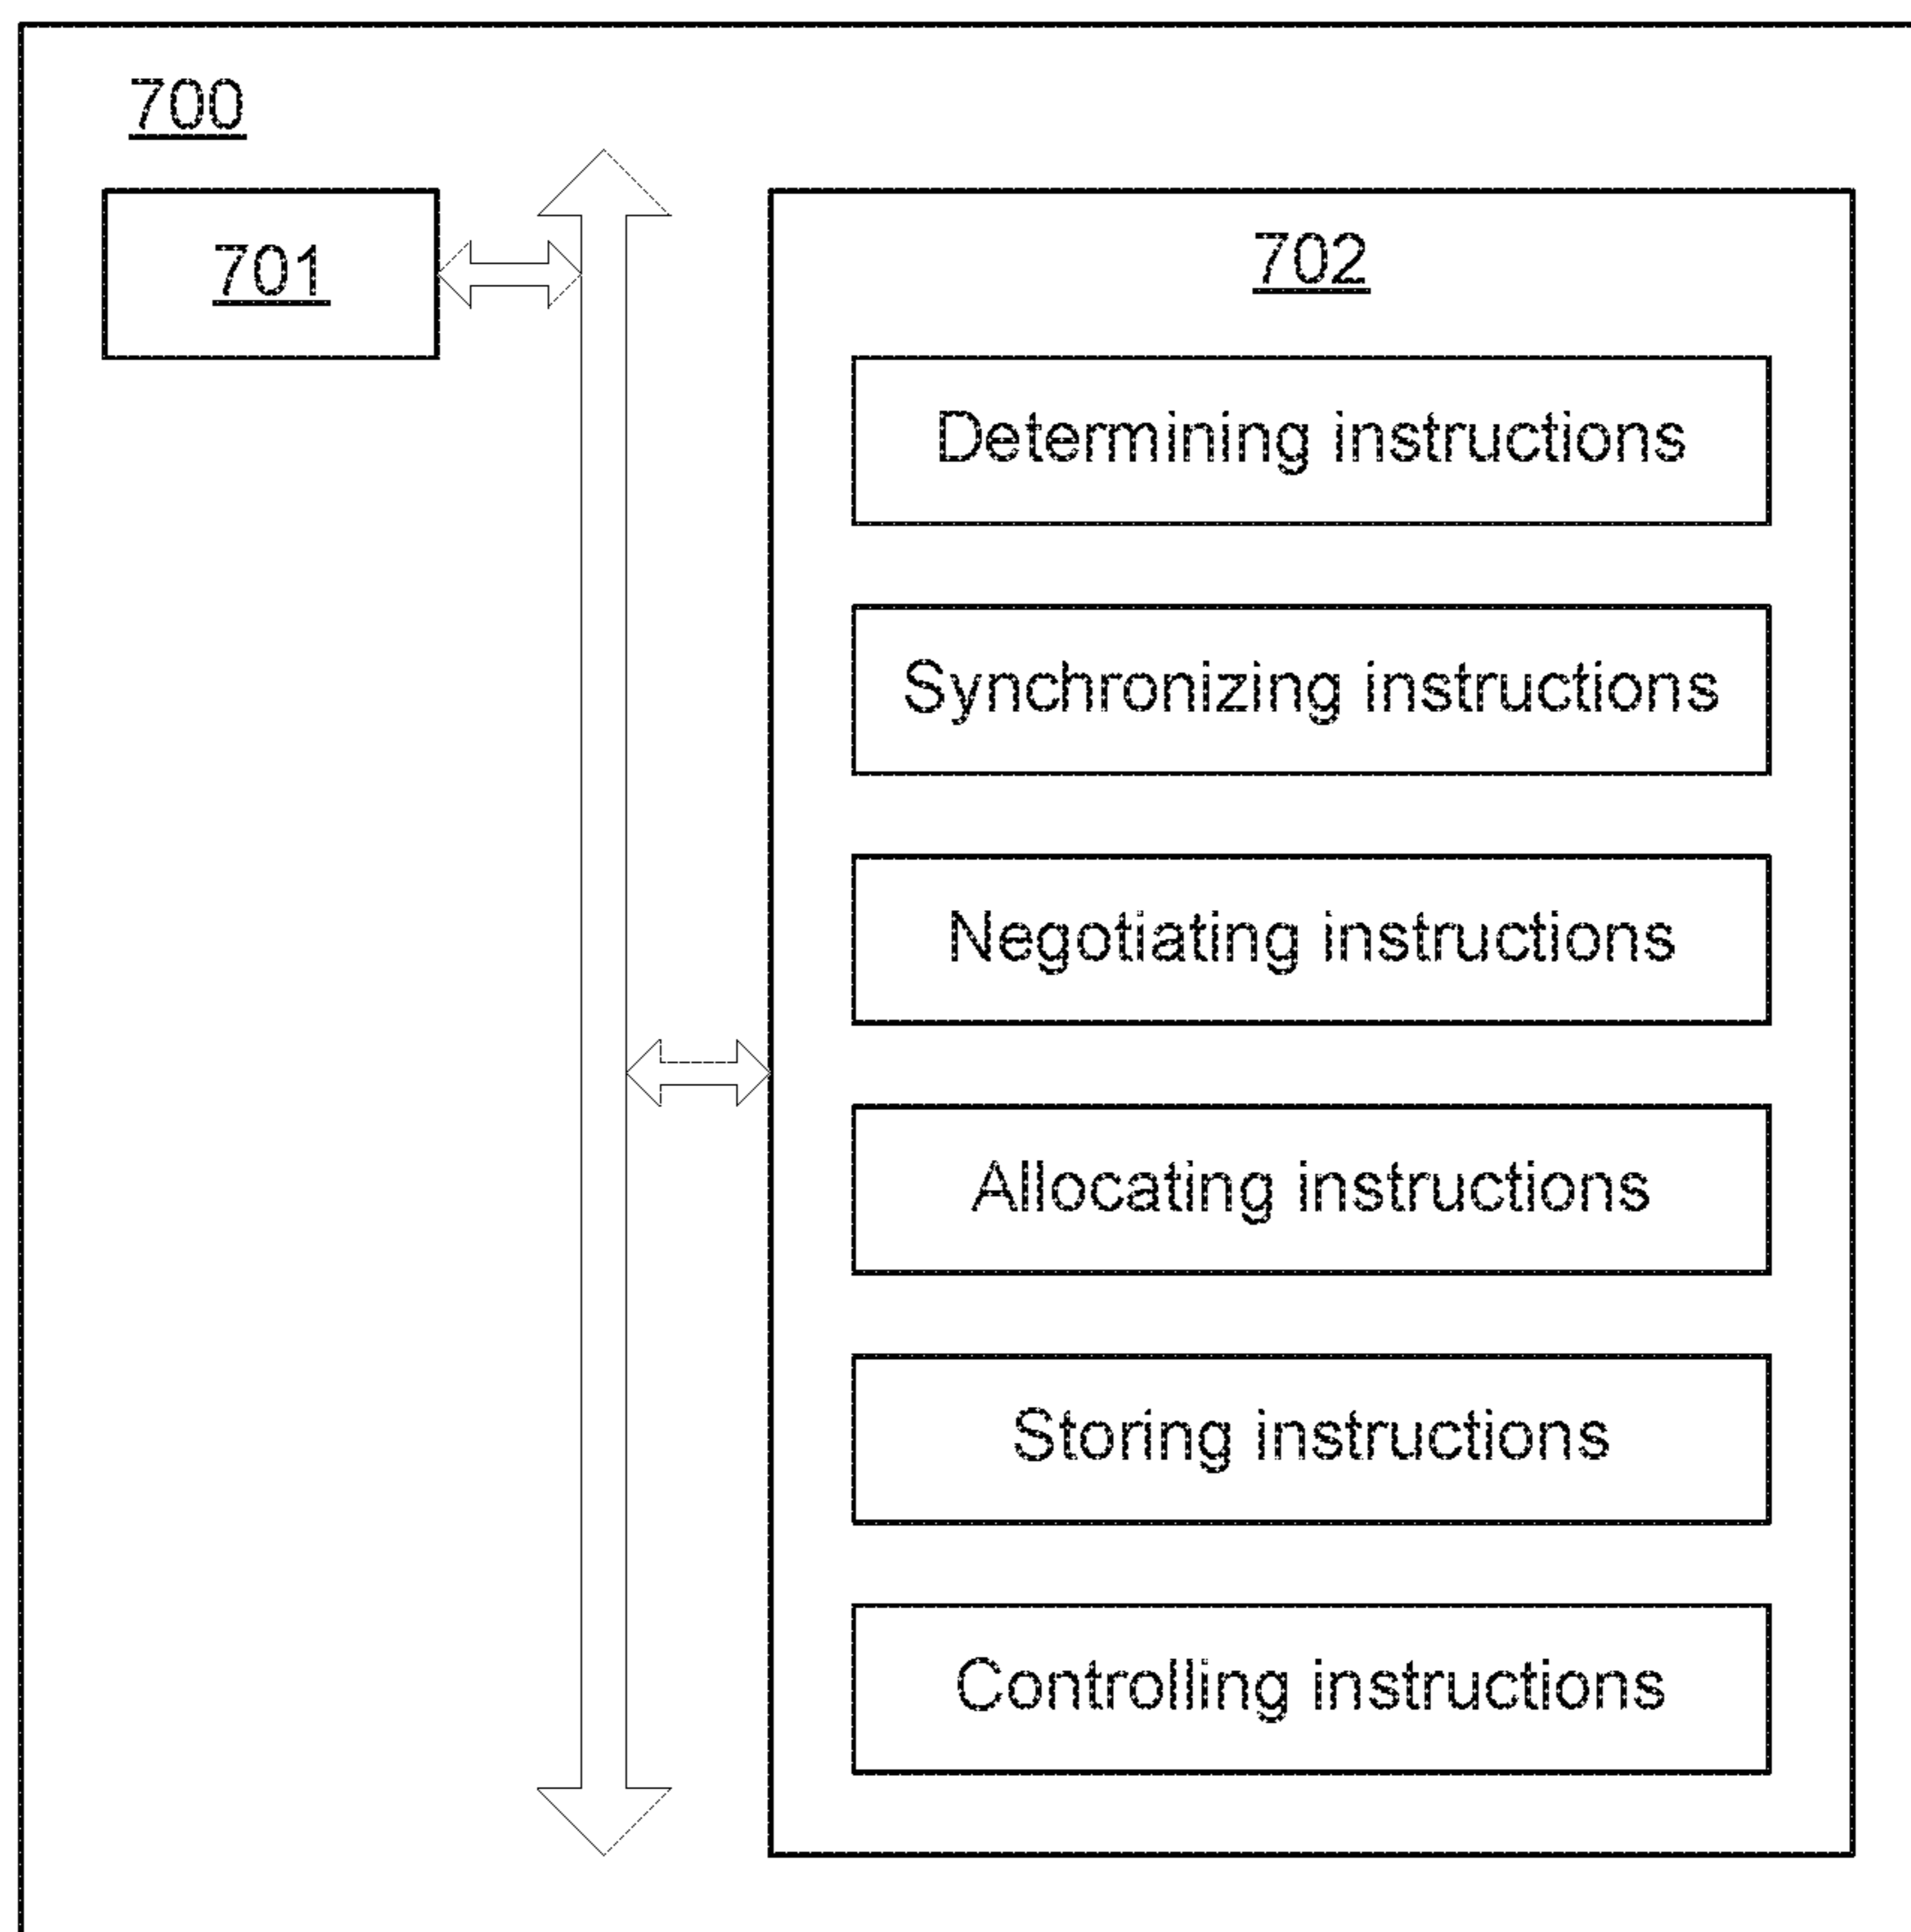 700
701
702
Determining instructions
Synchronizing instructions
Negotiating instructions
Allocating instructions
Storing instructions
Controlling instructions